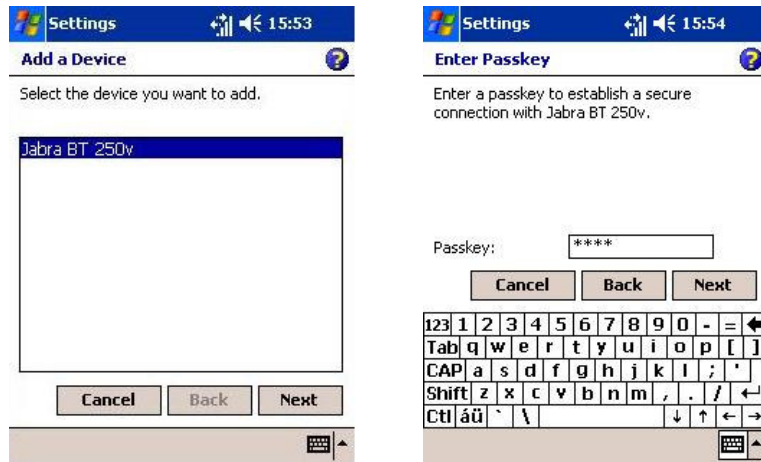 Settings 15:53
Add a Device
Select the device you want to add.
Jabra BT 250v
Cancel Back Next
Settings 15:54
Enter Passkey
Enter a passkey to establish a secure
connection with Jabra BT 250v.
Passkey: ****
Cancel Back Next
123 1 2 3 4 5 6 7 8 9 0 - =
Tab q w e r t y u i o p [ ]
CAP a s d f g h j k l ; '
Shift z x c v b n m , . /
Ctl áü ` \